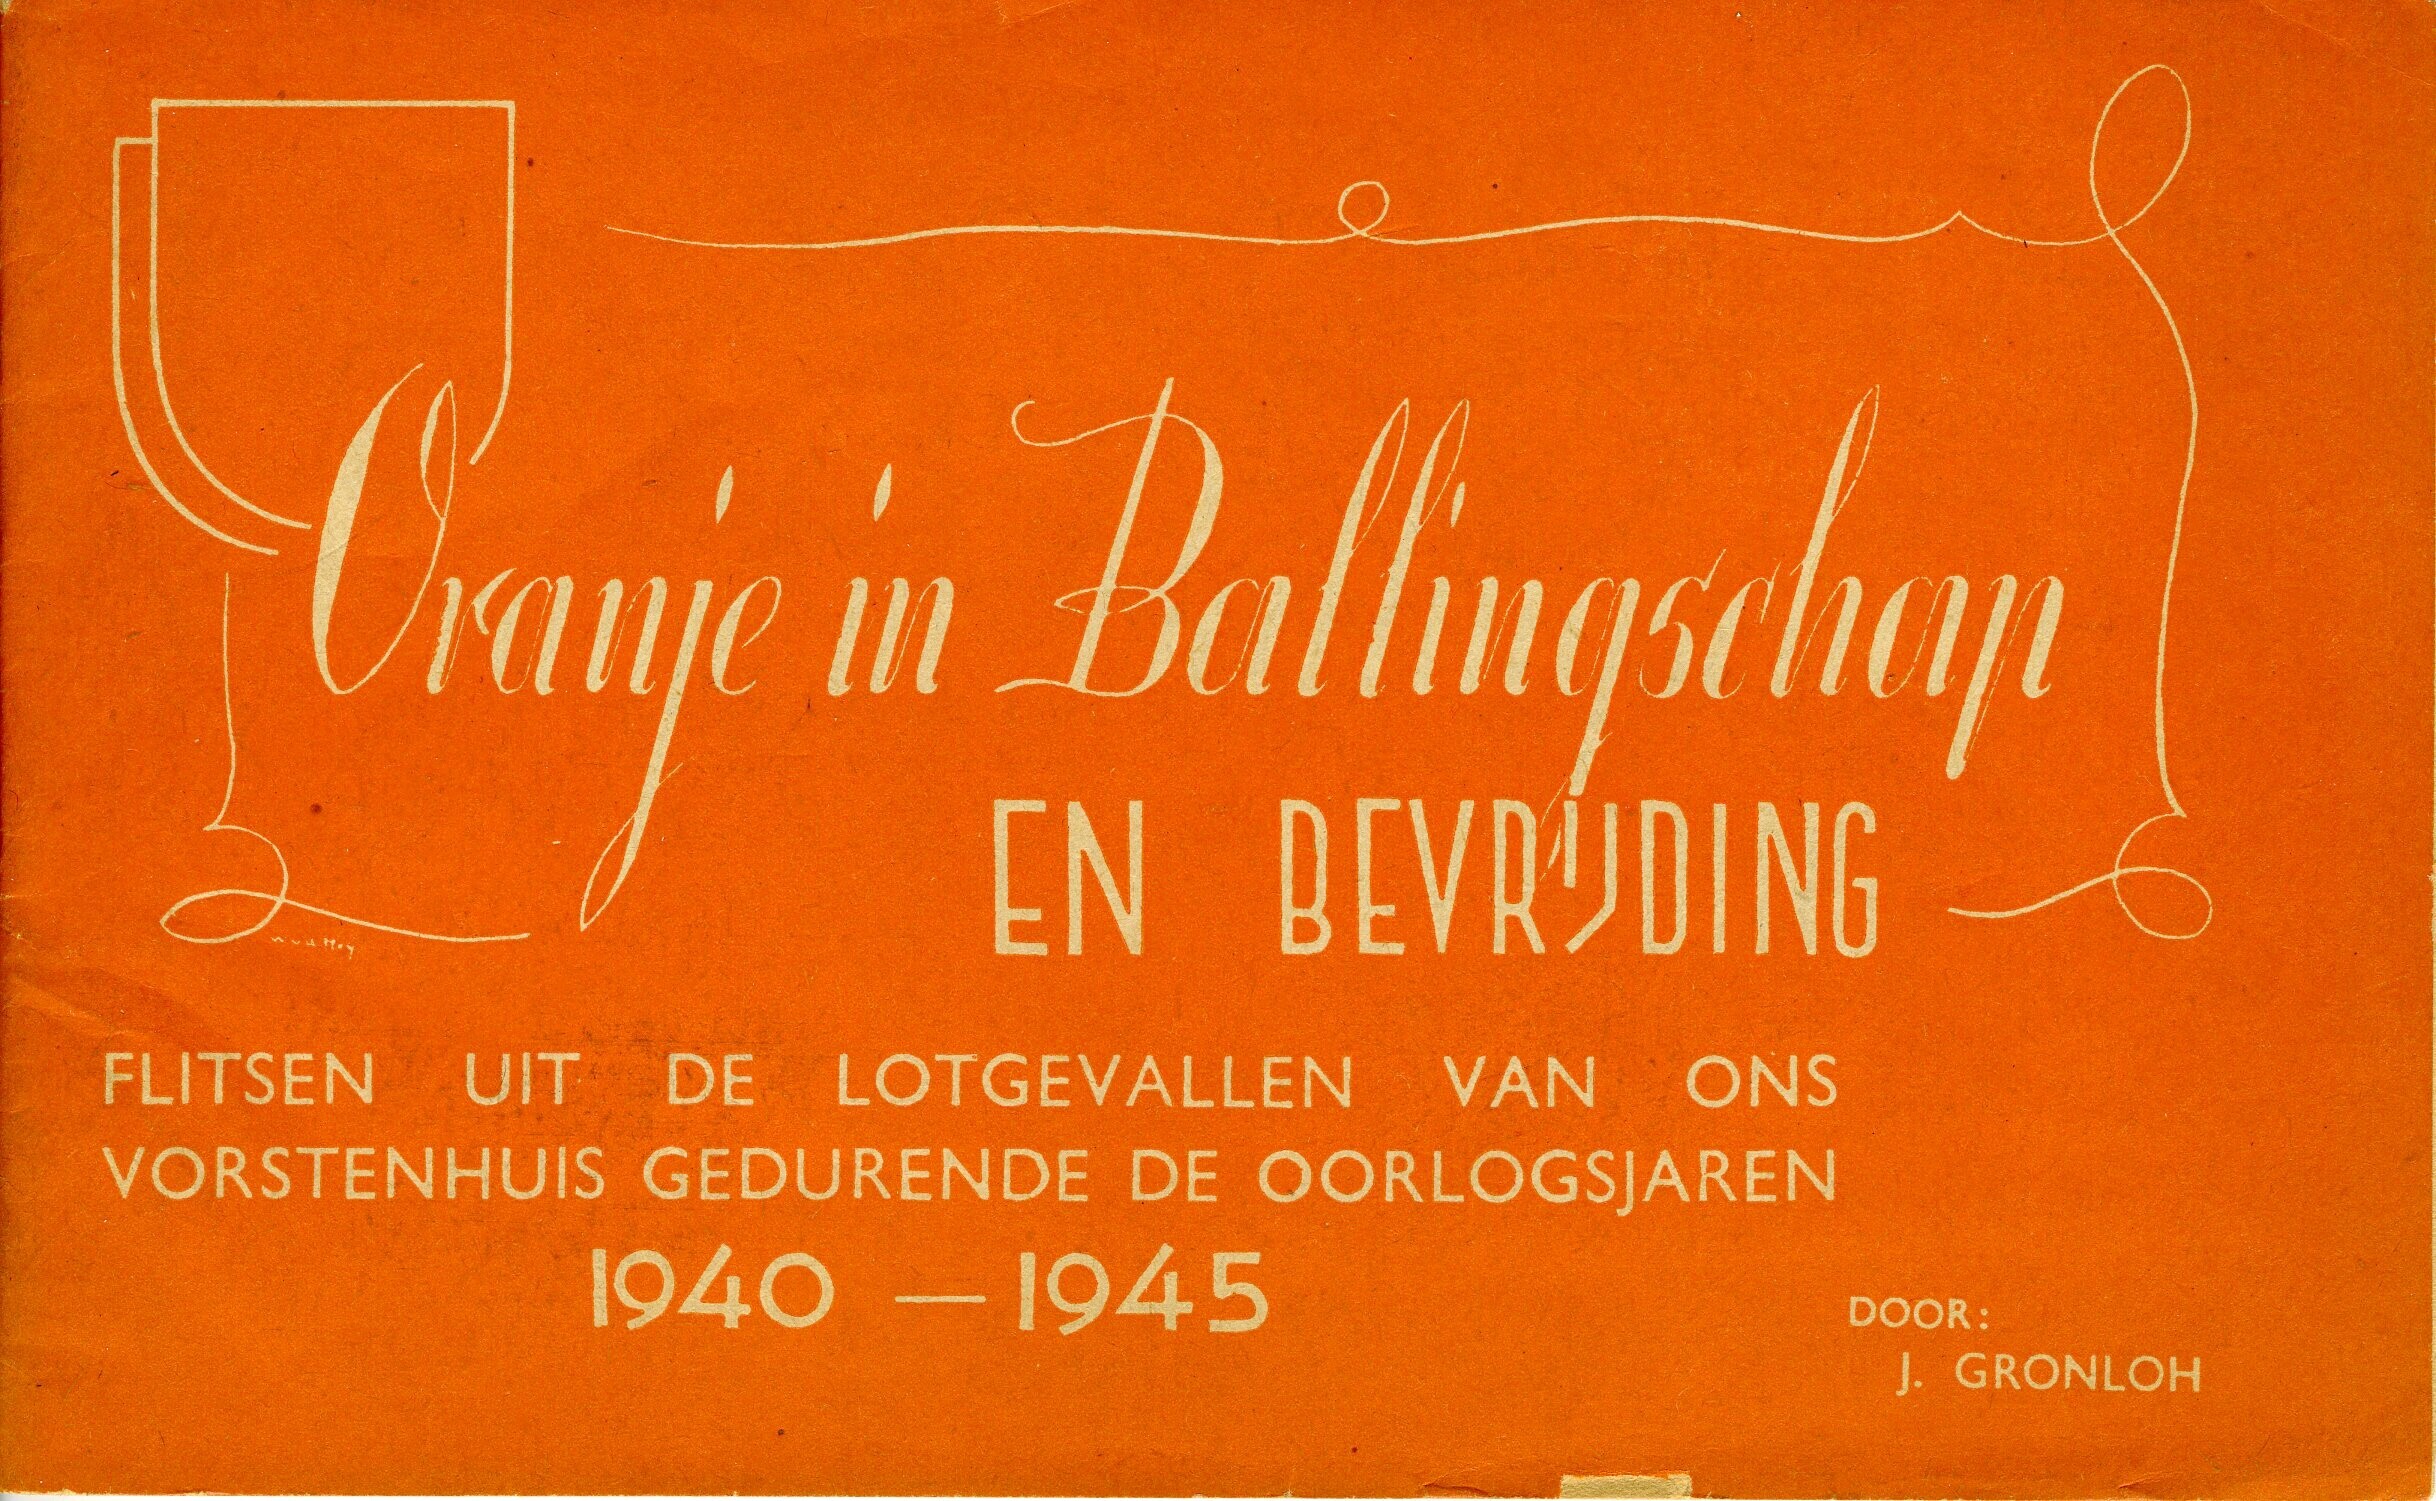 Oranje in Ballingschap
EN BEVRIJDING
FLITSEN UIT DE LOTGEVALLEN VAN ONS
VORSTENHUIS GEDURENDE DE OORLOGSJAREN
1940 — 1945
DOOR:
J. GRONLOH